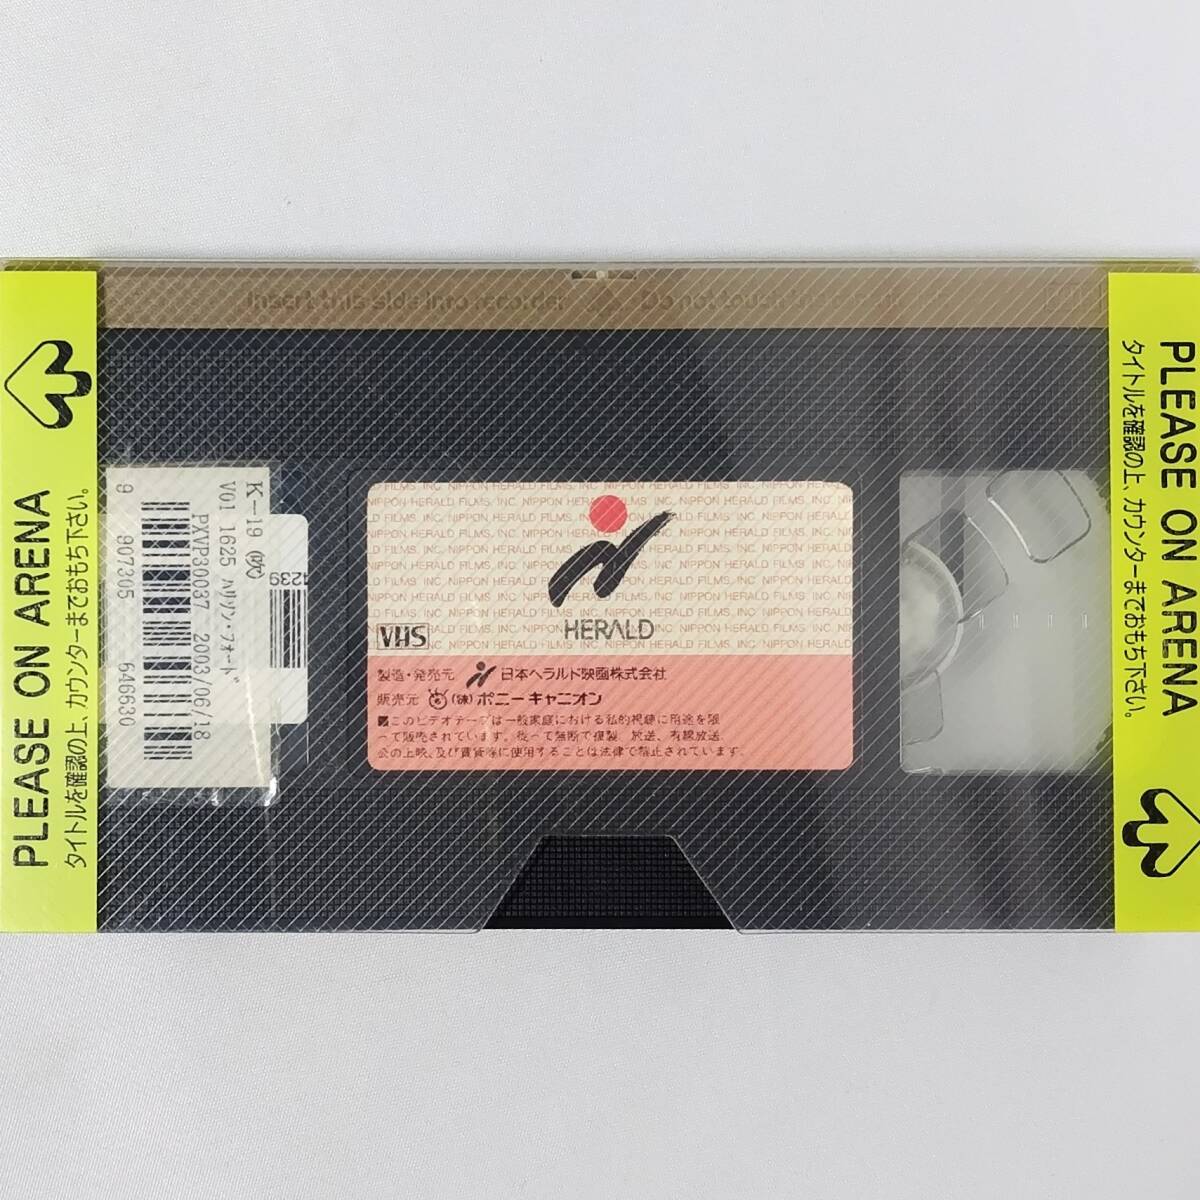 Insert this side into recorder
Do not touch the
PLEASE ON ARENA
タイトルを確認の上、カウンターまでおもち下さい。
K-19 (吹)
V01 1625 ハリソン・フォード
PXVP30037 2003/06/18
9 907305 646630
4239
NIPPON HERALD FILMS, INC.
HERALD
VHS
製造・発売元 日本ヘラルド映画株式会社
販売元 (株)ポニーキャニオン
■このビデオテープは一般家庭における私的視聴に用途を限
って販売されています。従って無断で複製、放送、有線放送、
公の上映、及び賃貸等に使用することは法律で禁止されています。
PLEASE ON ARENA
タイトルを確認の上、カウンターまでおもち下さい。